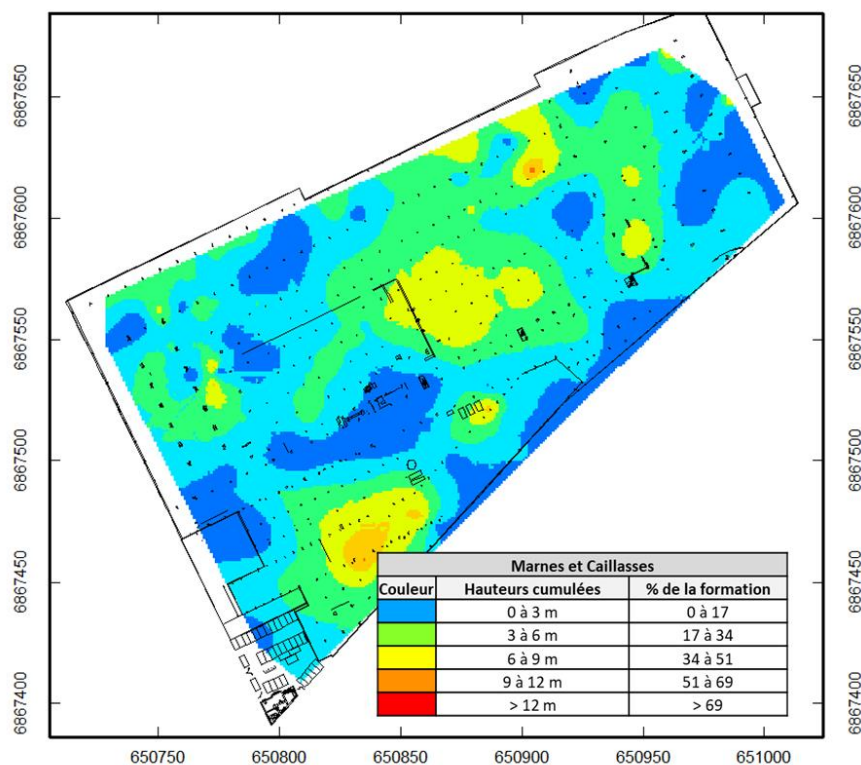 6867650
6867600
6867550
6867500
6867450
6867400
6867650
6867600
6867550
6867500
6867450
6867400
Marnes et Caillasses
Couleur Hauteurs cumulées % de la formation
0 à 3 m 0 à 17
3 à 6 m 17 à 34
6 à 9 m 34 à 51
9 à 12 m 51 à 69
> 12 m > 69
650750 650800 650850 650900 650950 651000